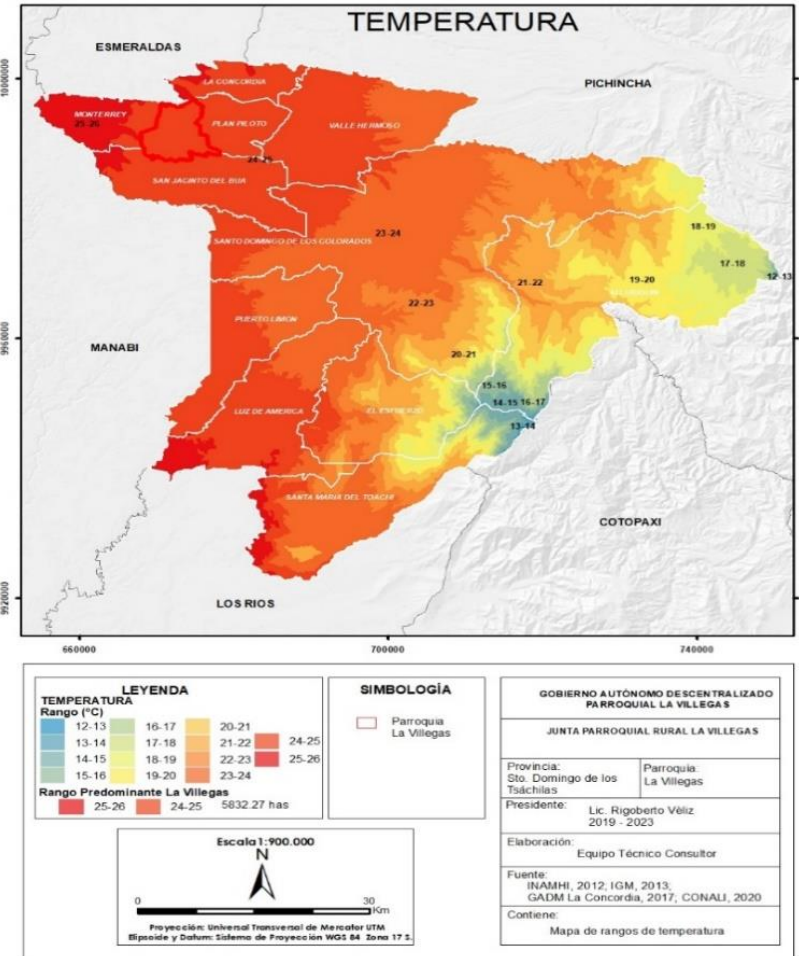 TEMPERATURA
ESMERALDAS
PICHINCHA
LA CONCORDIA
MONTERREY
25-26
PLAN PILOTO
VALLE HERMOSO
24-25
SAN JACINTO DEL BUA
SANTO DOMINGO DE LOS COLORADOS
23-24
18-19
17-18
12-13
19-20
21-22
22-23
PUERTO LIMON
MANABI
20-21
15-16
14-15 16-17
13-14
LUZ DE AMERICA
EL ESFUERZO
SANTA MARIA DEL TOACHI
COTOPAXI
LOS RIOS
10000000
9960000
9920000
660000
700000
740000
LEYENDA
TEMPERATURA
Rango (°C)
12-13
13-14
14-15
15-16
16-17
17-18
18-19
19-20
20-21
21-22
22-23
23-24
24-25
25-26
Rango Predominante La Villegas
25-26 24-25 5832.27 has
SIMBOLOGÍA
Parroquia
La Villegas
GOBIERNO AUTÓNOMO DESCENTRALIZADO
PARROQUIAL LA VILLEGAS
JUNTA PARROQUIAL RURAL LA VILLEGAS
Provincia:
Sto. Domingo de los
Tsáchilas
Parroquia:
La Villegas
Presidente:
Lic. Rigoberto Véliz
2019 - 2023
Elaboración:
Equipo Técnico Consultor
Fuente:
INAMHI, 2012; IGM, 2013;
GADM La Concordia, 2017; CONALI, 2020
Contiene:
Mapa de rangos de temperatura
Escala 1:900.000
N
0 30
Km
Proyección: Universal Transversal de Mercator UTM
Elipsoide y Datum: Sistema de Proyección WGS 84 Zona 17 S.